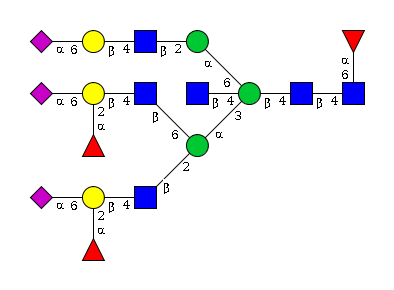 α 6 β 4 β 2 α α 6
6
α 6 β 4 β 4 β 4 β 4
2 α β 3
6 α
2
α 6 β 4 β
2 α